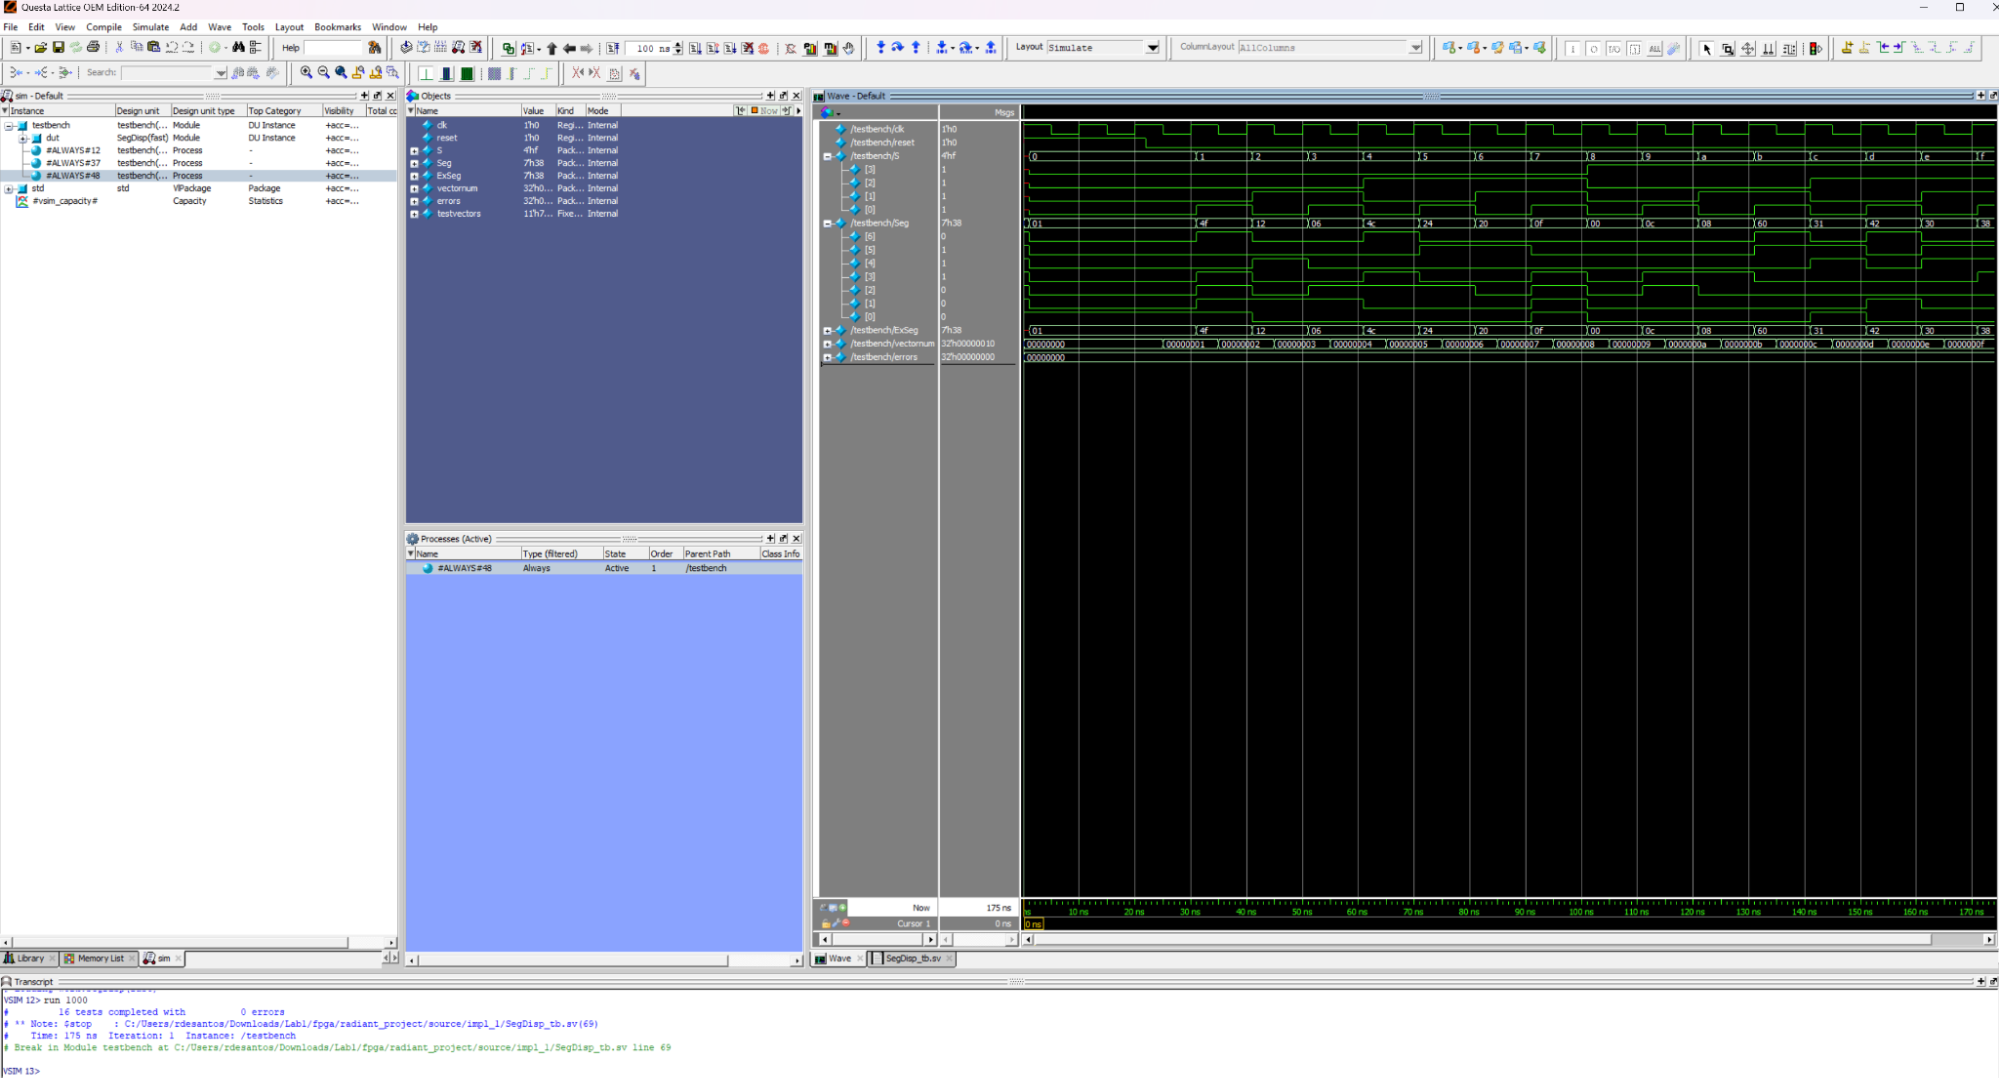 Questa Lattice OEM Edition-64 2024.2
File Edit View Compile Simulate Add Wave Tools Layout Bookmarks Window Help
Help 100 ns Layout Simulate ColumnLayout AllColumns
Search:
sim - Default
Instance Design unit Design unit type Top Category Visibility Total cc
testbench testbench(... Module DU Instance +acc=...
dut SegDisp(fast) Module DU Instance +acc=...
#ALWAYS#12 testbench(... Process - +acc=...
#ALWAYS#37 testbench(... Process - +acc=...
#ALWAYS#48 testbench(... Process - +acc=...
std std VlPackage Package +acc=...
#vsim_capacity# Capacity Statistics +acc=...
Library Memory List sim
Objects
Name Value Kind Mode Now
clk 1'h0 Regi... Internal
reset 1'h0 Regi... Internal
S 4'hf Pack... Internal
Seg 7'h38 Pack... Internal
ExSeg 7'h38 Pack... Internal
vectornum 32'h0... Pack... Internal
errors 32'h0... Pack... Internal
testvectors 11'h7... Fixe... Internal
Processes (Active)
Name Type (filtered) State Order Parent Path Class Info
#ALWAYS#48 Always Active 1 /testbench
Wave - Default
Msgs
/testbench/clk 1'h0
/testbench/reset 1'h0
/testbench/S 4'hf 0 1 2 3 4 5 6 7 8 9 a b c d e f
[3] 1
[2] 1
[1] 1
[0] 1
/testbench/Seg 7'h38 01 4f 12 4c 24 0f 00 0c 08 60 31 42 30 38
[6] 0
[5] 1
[4] 1
[3] 1
[2] 0
[1] 0
[0] 0
/testbench/ExSeg 7'h38 01 4f 12 06 4c 24 20 0f 00 0c 08 60 31 42 30 38
/testbench/vectornum 32'h00000010 00000000 00000001 00000002 00000003 00000004 00000005 00000006 00000007 00000008 00000009 0000000a 0000000b 0000000c 0000000d 0000000e 0000000f
/testbench/errors 32'h00000000 00000000
Now 175 ns ns 10 ns 20 ns 30 ns 40 ns 50 ns 60 ns 70 ns 80 ns 90 ns 100 ns 110 ns 120 ns 130 ns 140 ns 150 ns 160 ns 170 ns
Cursor 1 0 ns 0 ns
Wave SegDisp_tb.sv
Transcript
VSIM 12> run 1000
# 16 tests completed with 0 errors
# ** Note: $stop : C:/Users/rdesantos/Downloads/Lab1/fpga/radiant_project/source/impl_1/SegDisp_tb.sv(69)
# Time: 175 ns Iteration: 1 Instance: /testbench
# Break in Module testbench at C:/Users/rdesantos/Downloads/Lab1/fpga/radiant_project/source/impl_1/SegDisp_tb.sv line 69
VSIM 13>